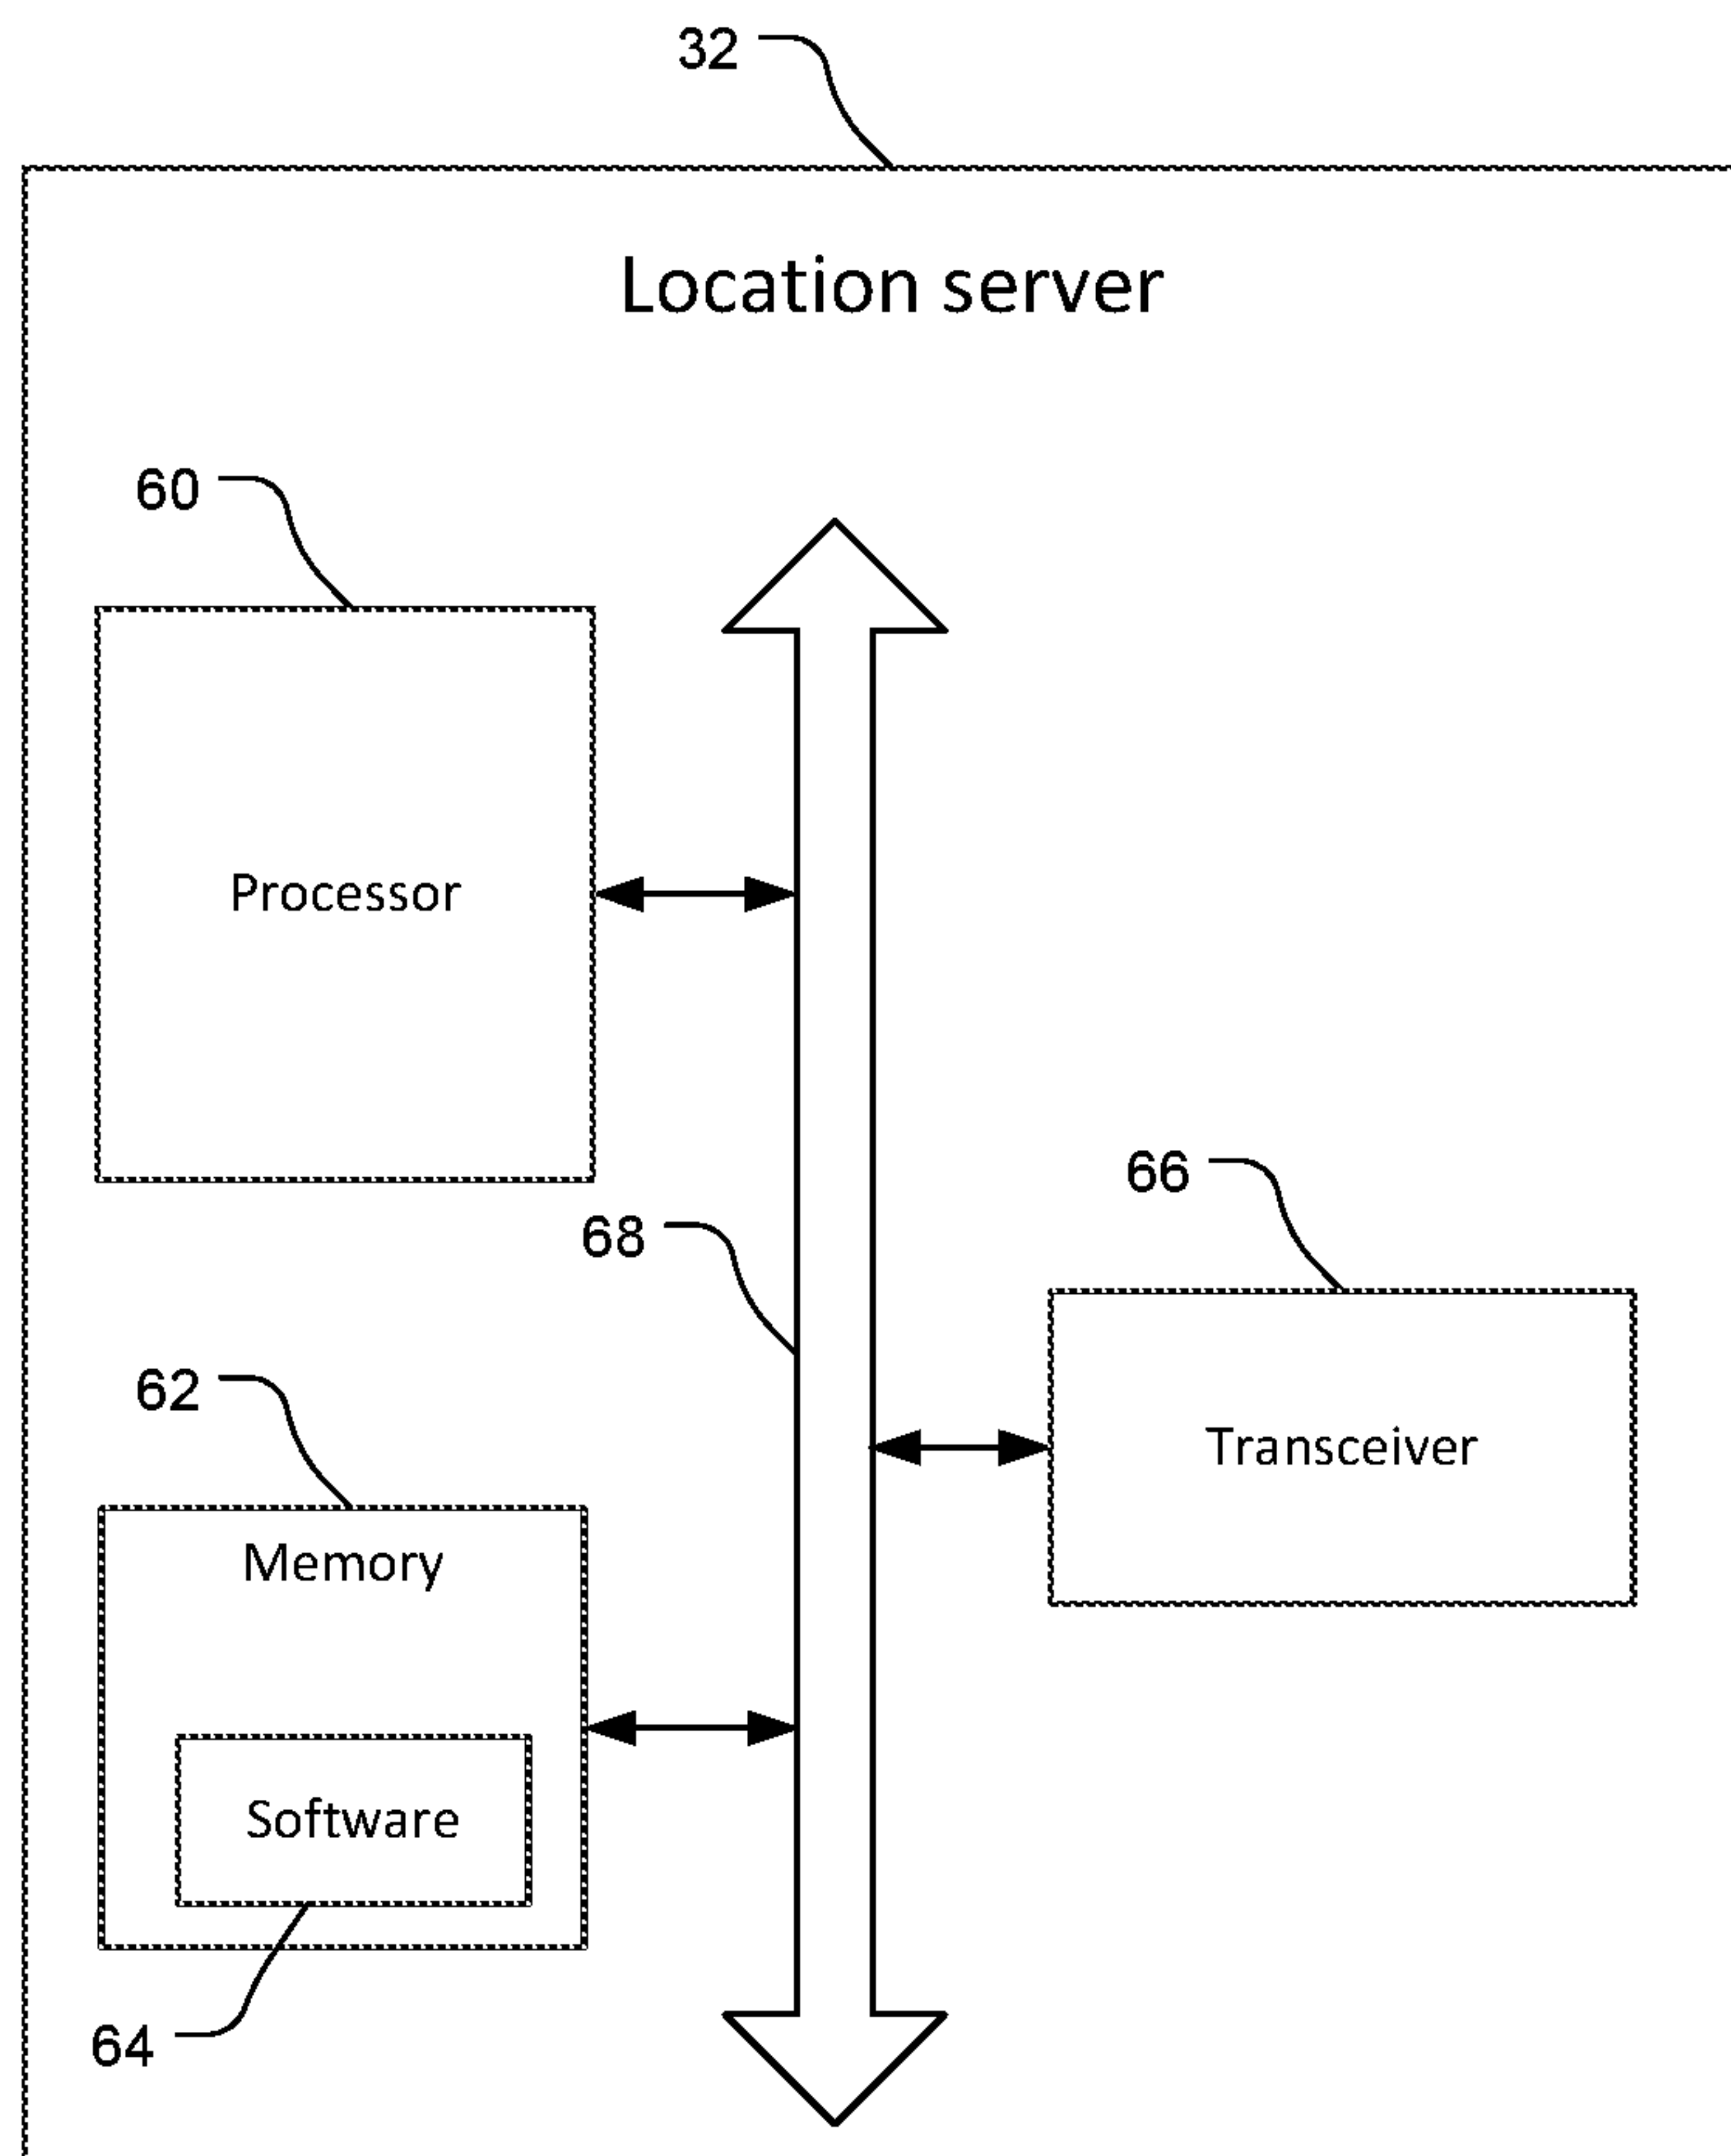 32
Location server
60
Processor
66
68
62
Transceiver
Memory
Software
64